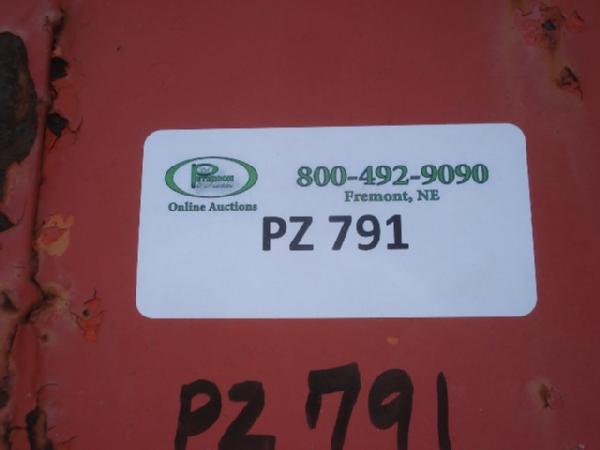 800-492-9090
Fremont, NE
Online Auctions
PZ 791
PZ 791